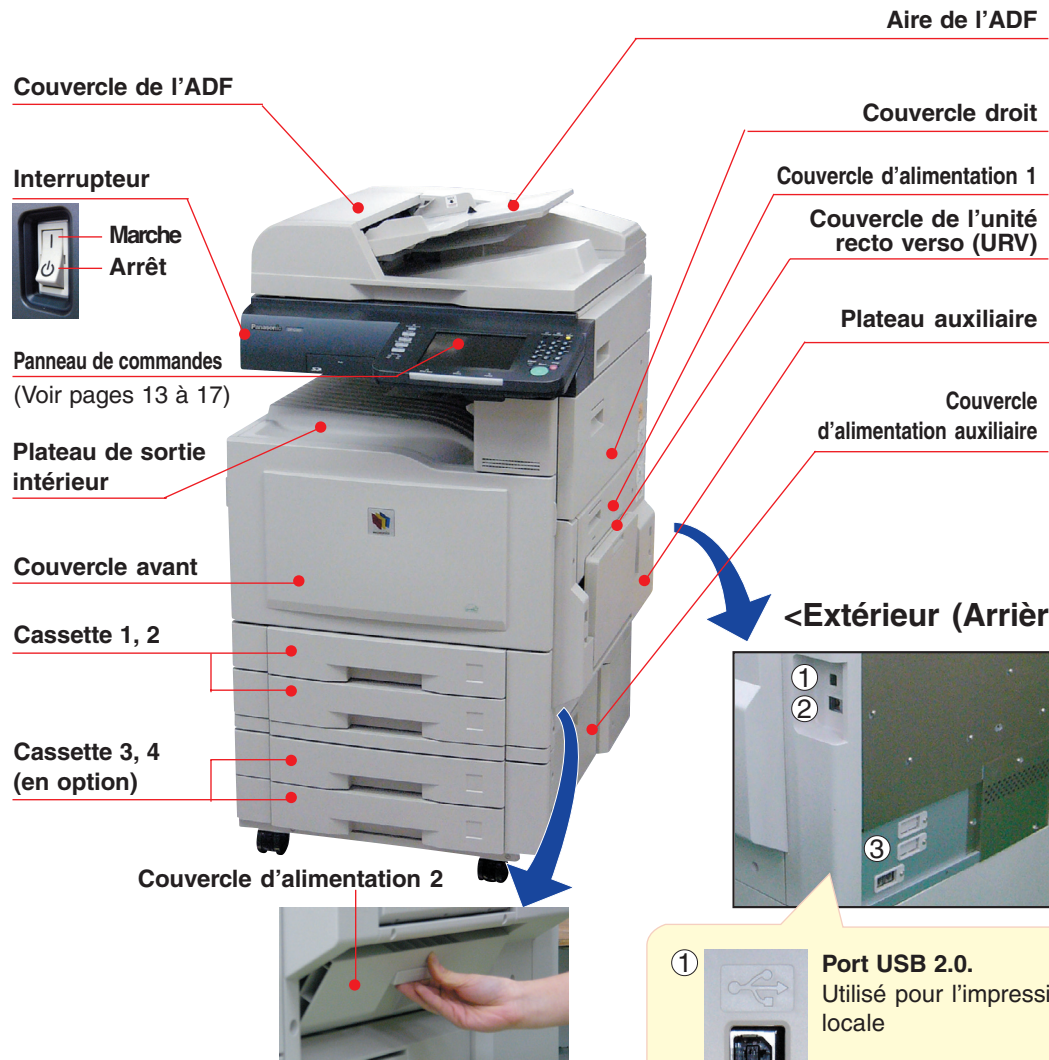 Aire de l'ADF
Couvercle de l'ADF
Couvercle droit
Interrupteur
Marche
Arrêt
Couvercle d'alimentation 1
Couvercle de l'unité
recto verso (URV)
Panasonic
Plateau auxiliaire
Panneau de commandes
(Voir pages 13 à 17)
Couvercle
d'alimentation auxiliaire
Plateau de sortie
intérieur
Couvercle avant
<Extérieur (Arrièr
Cassette 1, 2
①
②
Cassette 3, 4
(en option)
③
Couvercle d'alimentation 2
① Port USB 2.0.
Utilisé pour l'impressi
locale